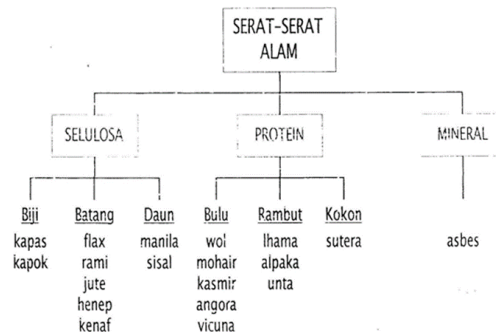 SERAT-SERAT
ALAM
SELULOSA
PROTEIN
MINERAL
Biji
kapas
kapok
Batang
flax
rami
jute
henep
kenaf
Daun
manila
sisal
Bulu
wol
mohair
kasmir
angora
vicuna
Rambut
lhama
alpaka
unta
Kokon
sutera
asbes